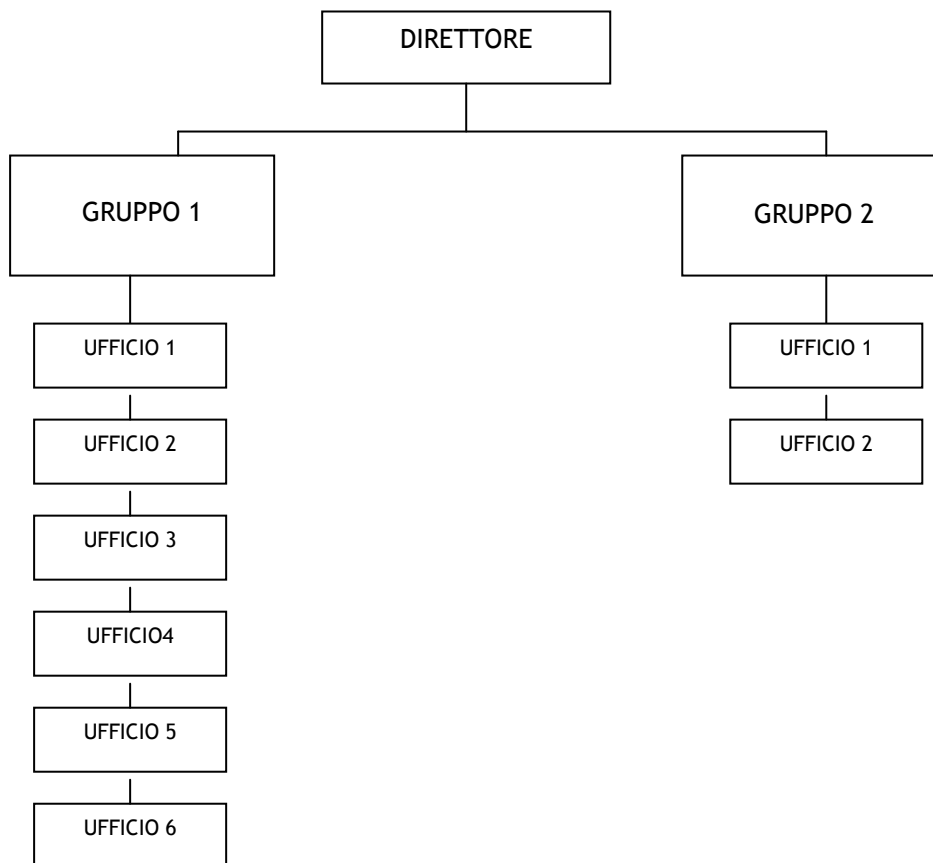 DIRETTORE
GRUPPO 1
GRUPPO 2
UFFICIO 1
UFFICIO 1
UFFICIO 2
UFFICIO 2
UFFICIO 3
UFFICIO4
UFFICIO 5
UFFICIO 6